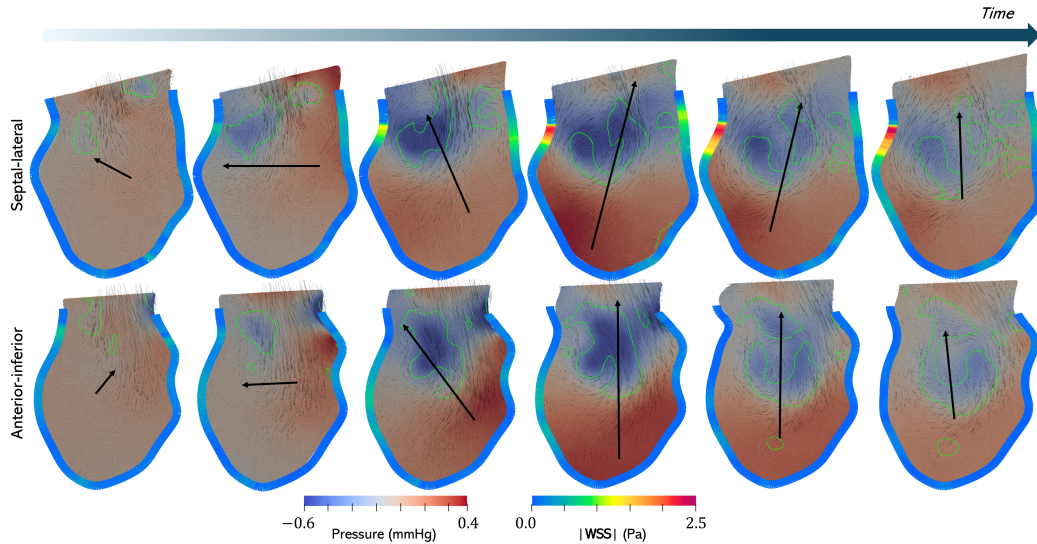 Time
Septal-lateral
Anterior-inferior
−0.6 0.4
Pressure (mmHg)
0.0 2.5
|WSS| (Pa)